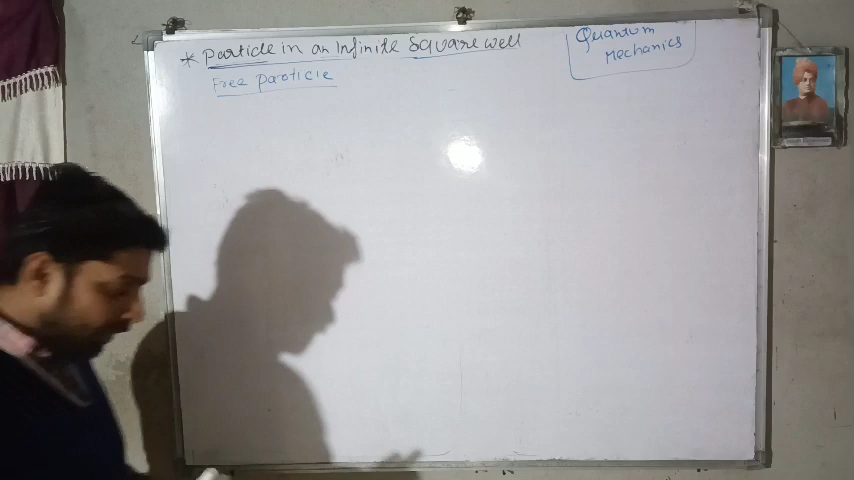 * Particle in an Infinite Square well
Free particle
Quantum
Mechanics